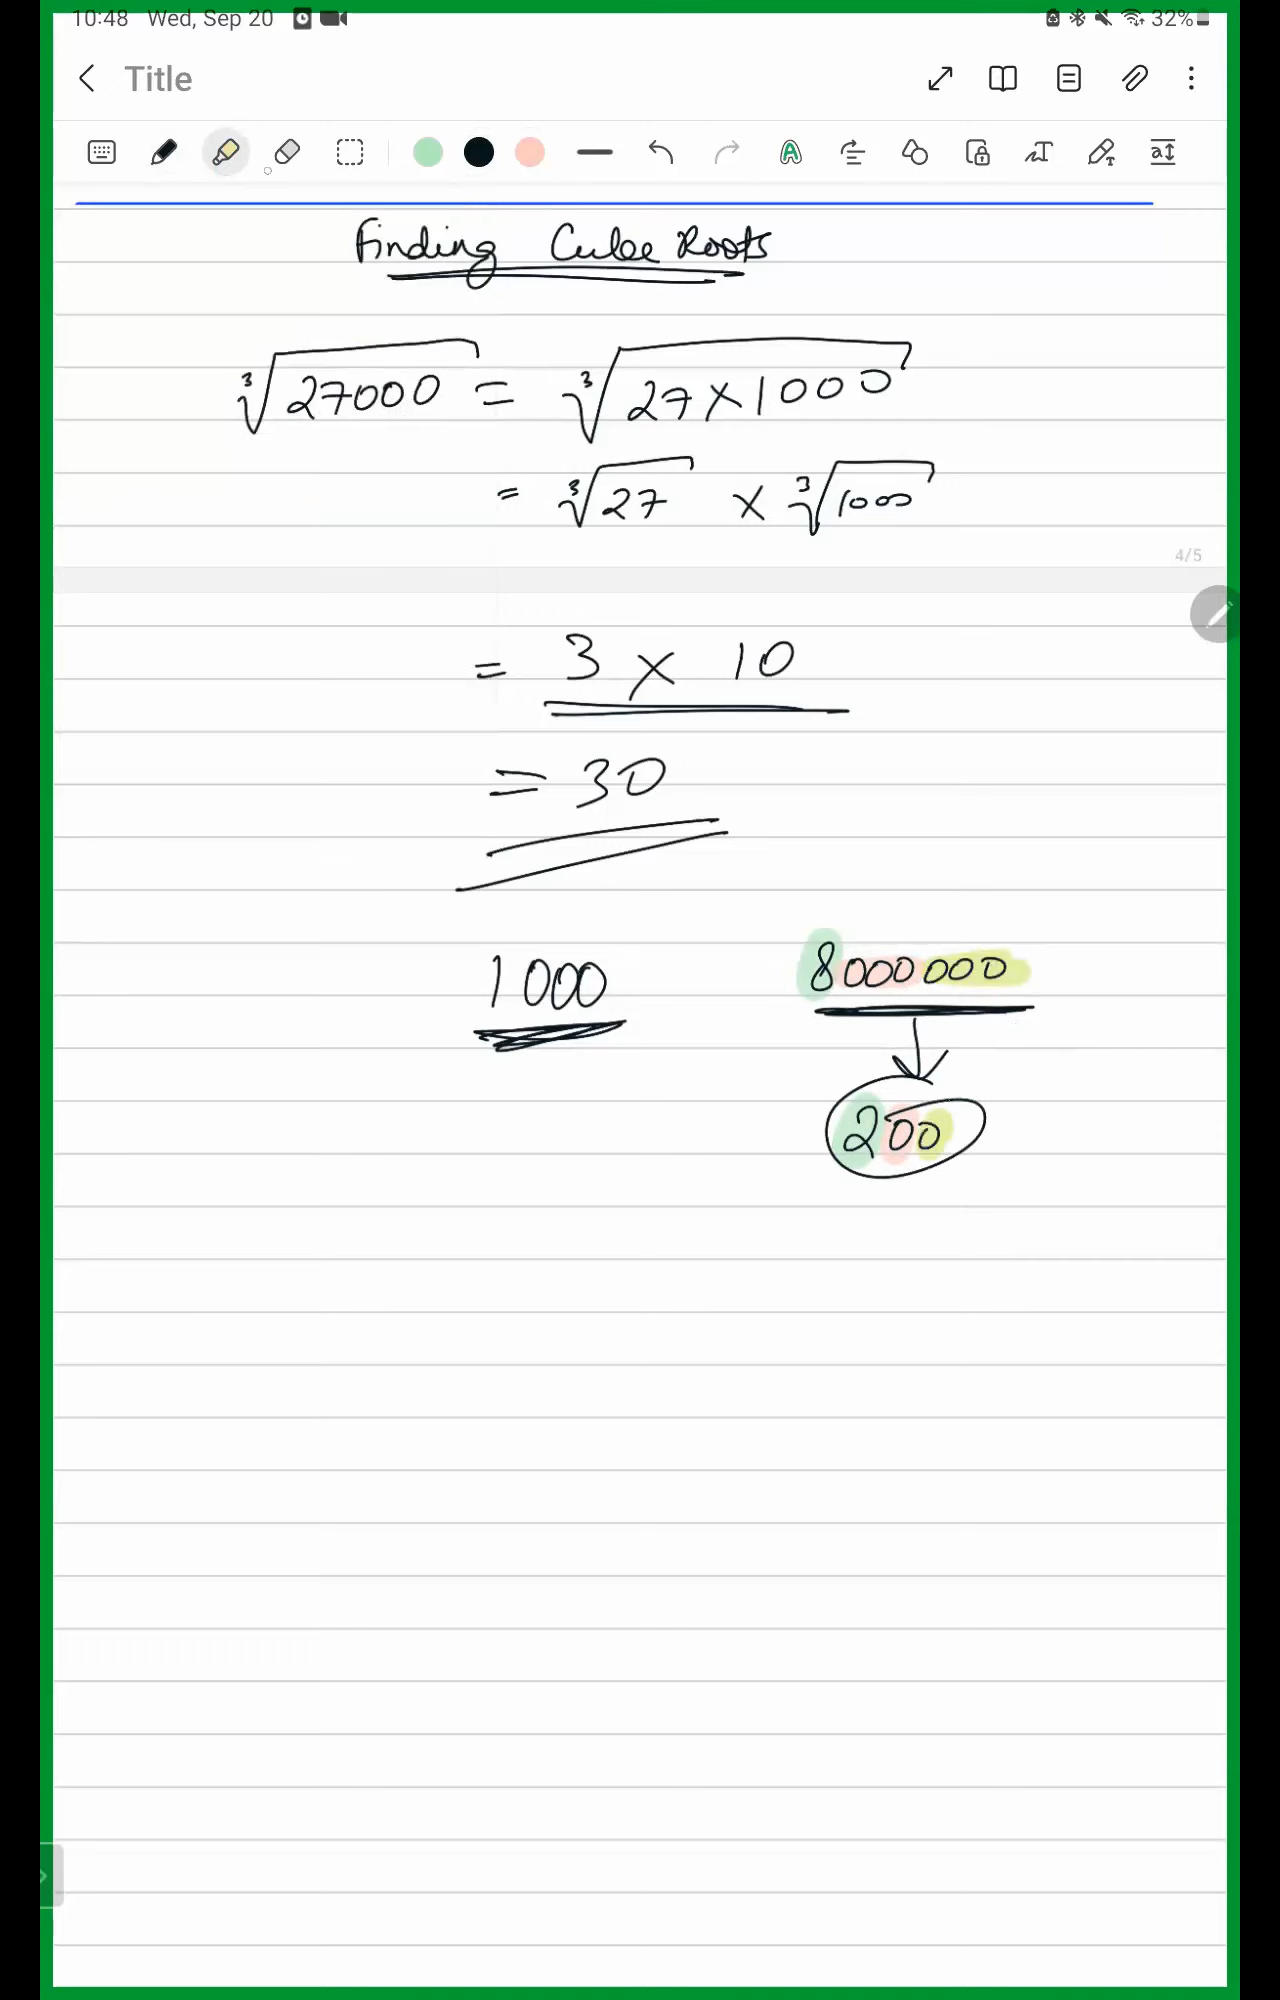 10:48 Wed, Sep 20 32%
Title
Finding Cube Roots
∛27000 = ∛27×1000
= ∛27 × ∛1000
4/5
= 3 × 10
= 30
1000 8000000
200